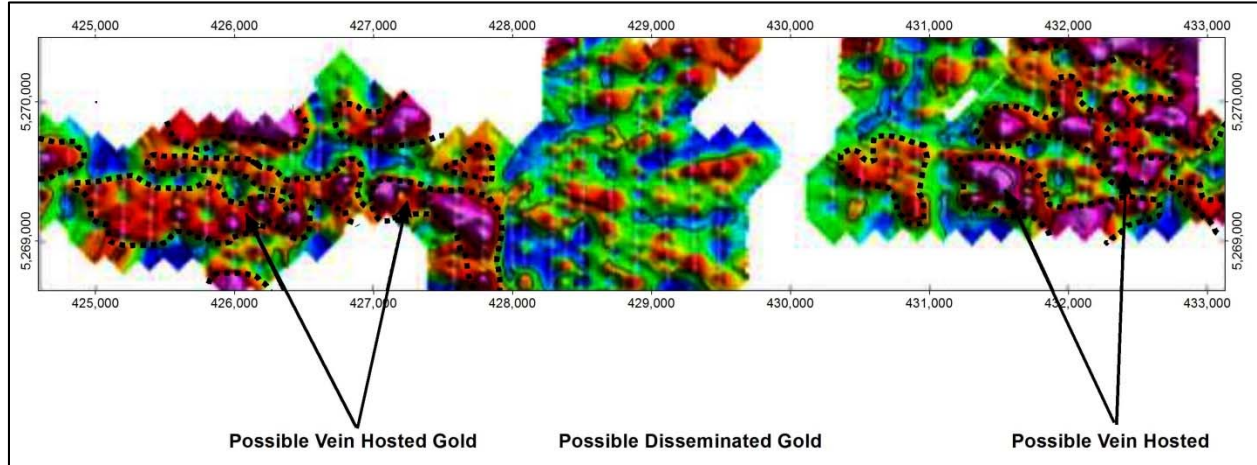 425,000 426,000 427,000 428,000 429,000 430,000 431,000 432,000 433,000
5,270,000 5,270,000
5,269,000 5,269,000
425,000 426,000 427,000 428,000 429,000 430,000 431,000 432,000 433,000
Possible Vein Hosted Gold Possible Disseminated Gold Possible Vein Hosted